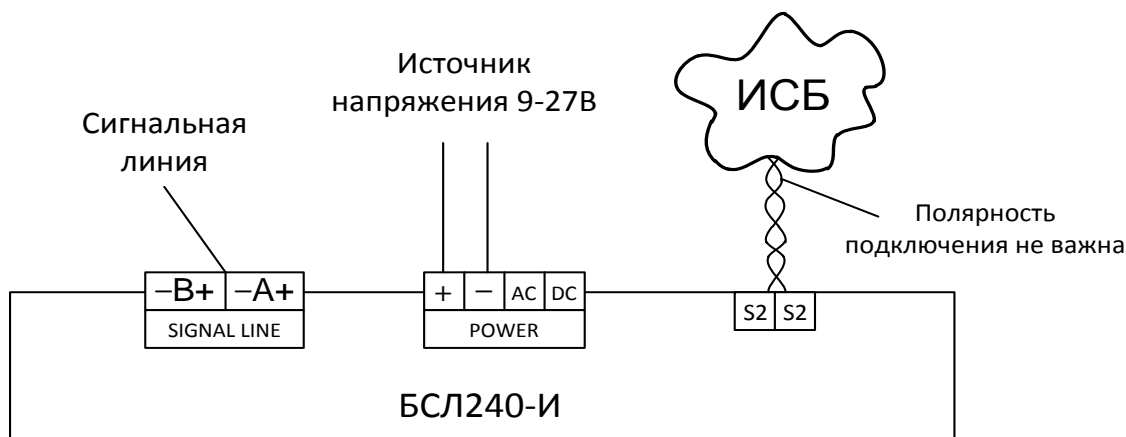 ИСБ
Источник
напряжения 9-27В
Сигнальная
линия
Полярность
подключения не важна
–В+ –А+
SIGNAL LINE
+ – AC DC
POWER
S2 S2
БСЛ240-И